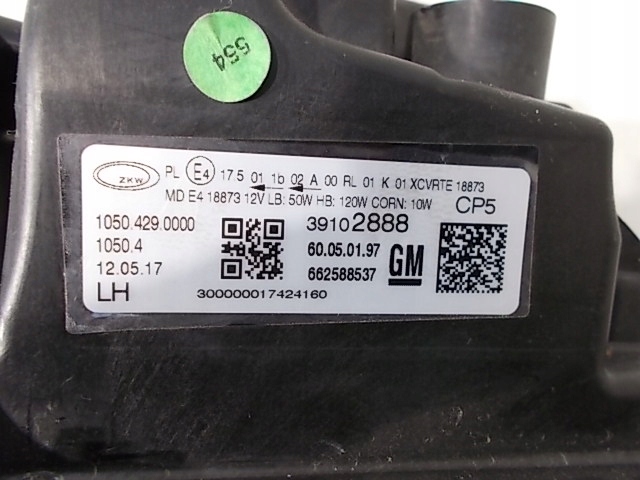 554
ZKW PL E4 17.5 01 1b 02 A 00 RL 01 K 01 XCVRTE 18873
MD E4 18873 12V LB: 50W HB: 120W CORN: 10W CP5
1050.429.0000 39102888
1050.4 60.05.01.97
12.05.17 662588537 GM
LH 300000017424160